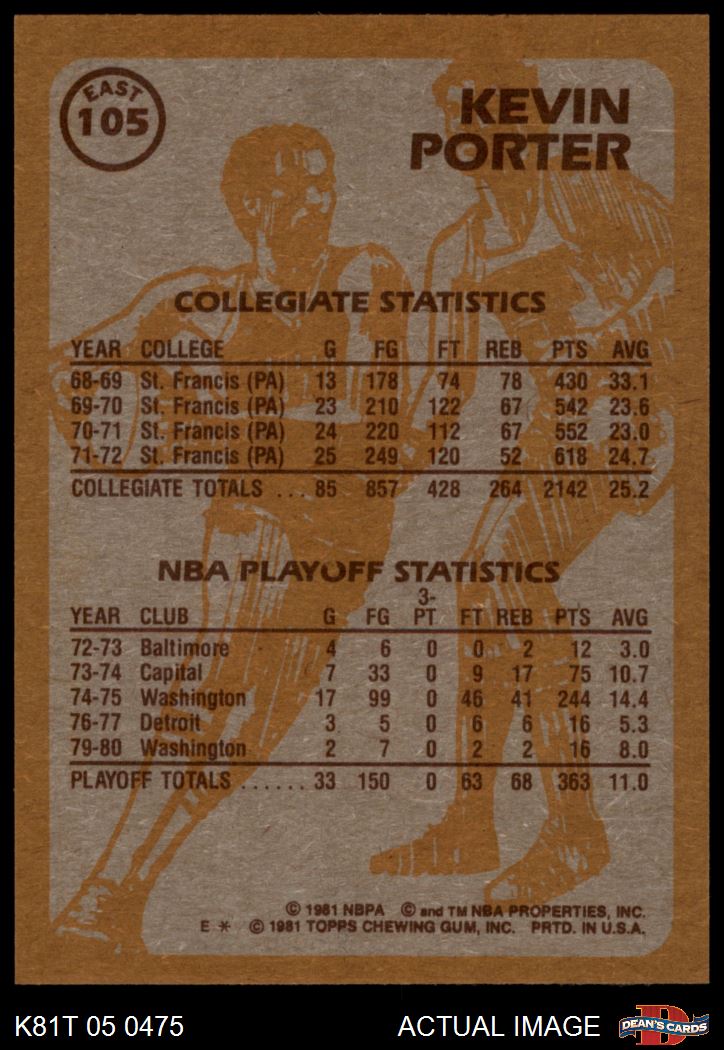 EAST
105
KEVIN
PORTER
COLLEGIATE STATISTICS
YEAR COLLEGE G FG FT REB PTS AVG
68-69 St. Francis (PA) 13 178 74 78 430 33.1
69-70 St. Francis (PA) 23 210 122 67 542 23.6
70-71 St. Francis (PA) 24 220 112 67 552 23.0
71-72 St. Francis (PA) 25 249 120 52 618 24.7
COLLEGIATE TOTALS ... 85 857 428 264 2142 25.2
NBA PLAYOFF STATISTICS
3-
YEAR CLUB G FG PT FT REB PTS AVG
72-73 Baltimore 4 6 0 0 2 12 3.0
73-74 Capital 7 33 0 9 17 75 10.7
74-75 Washington 17 99 0 46 41 244 14.4
76-77 Detroit 3 5 0 6 6 16 5.3
79-80 Washington 2 7 0 2 2 16 8.0
PLAYOFF TOTALS ...... 33 150 0 63 68 363 11.0
© 1981 NBPA © and TM NBA PROPERTIES, INC.
E * © 1981 TOPPS CHEWING GUM, INC. PRTD. IN U.S.A.
K81T 05 0475 ACTUAL IMAGE
D
DEAN'S CARDS